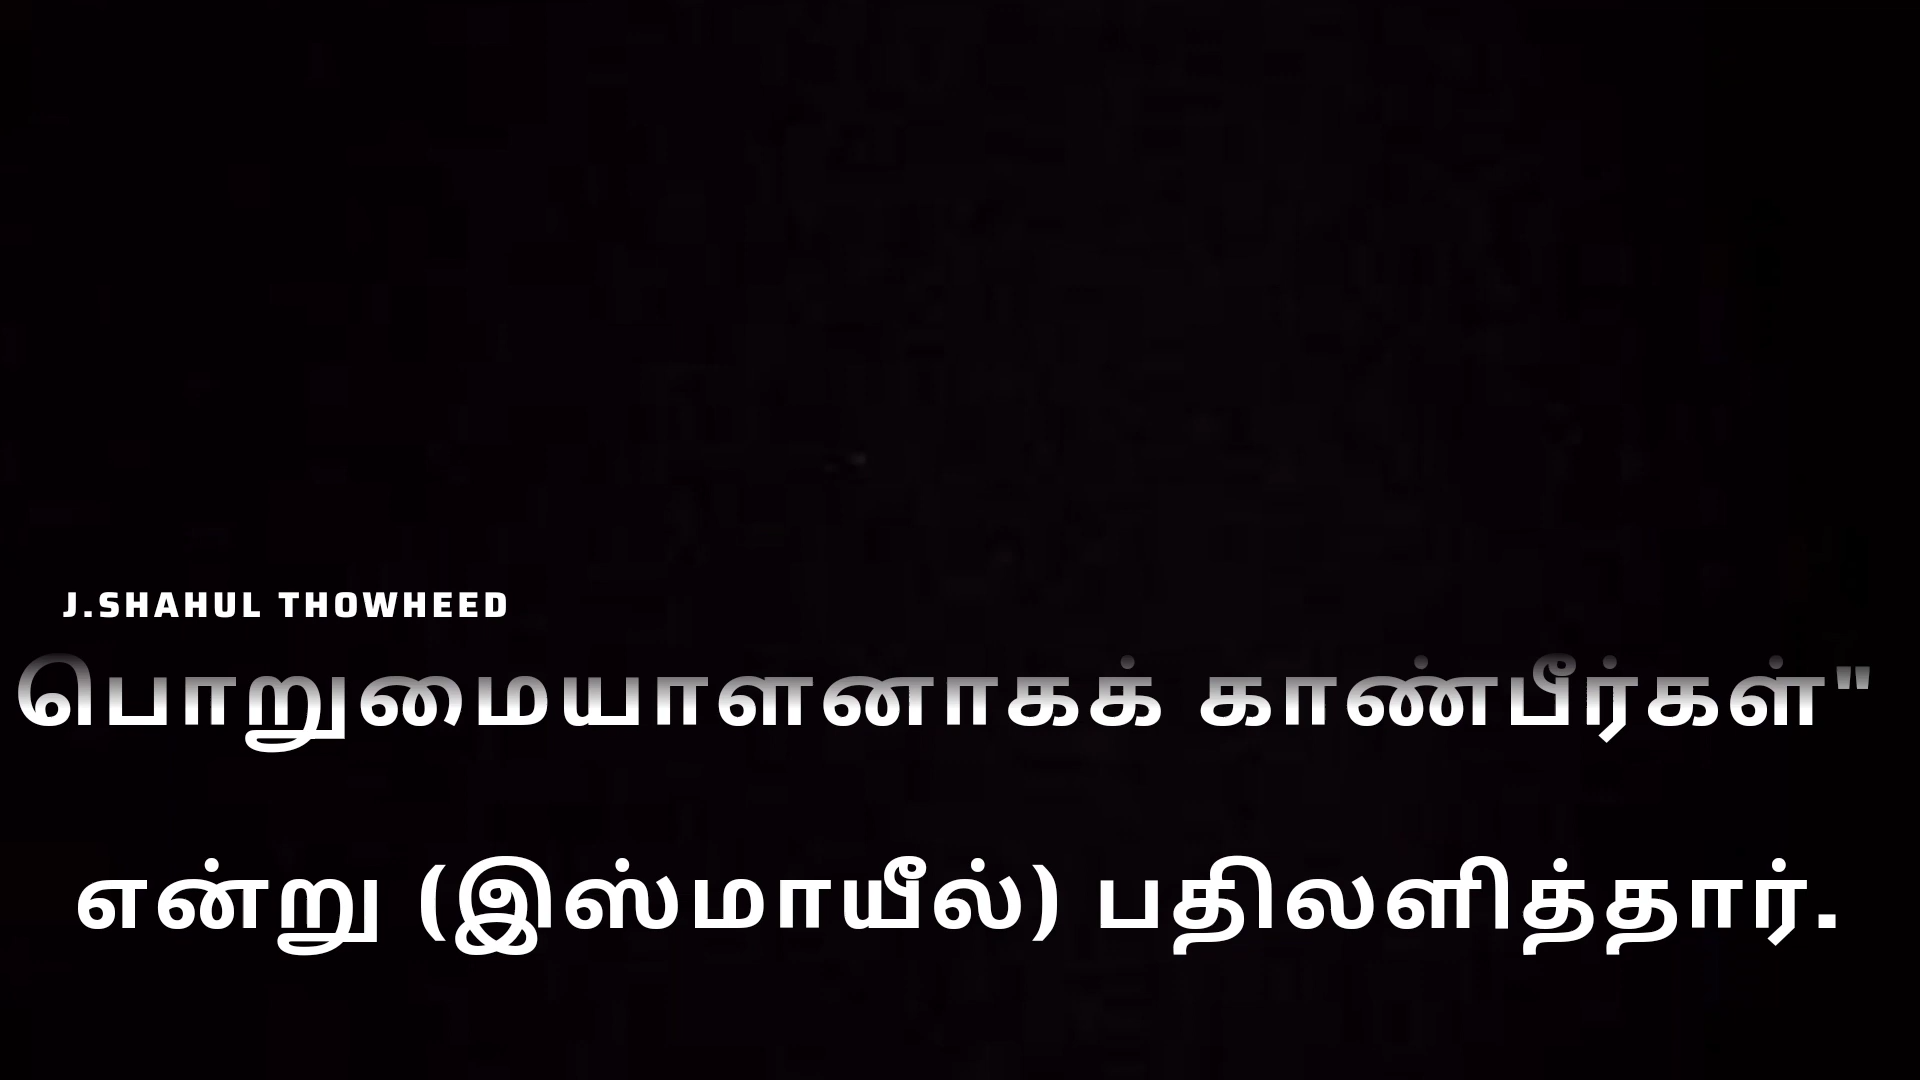 J.SHAHUL THOWHEED
பொறுமையாளனாகக் காண்பீர்கள்"
என்று (இஸ்மாயீல்) பதிலளித்தார்.